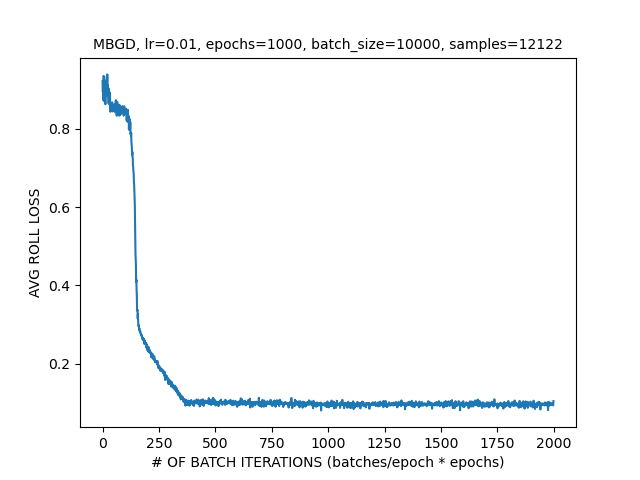 MBGD, lr=0.01, epochs=1000, batch_size=10000, samples=12122
AVG ROLL LOSS
0.8
0.6
0.4
0.2
0 250 500 750 1000 1250 1500 1750 2000
# OF BATCH ITERATIONS (batches/epoch * epochs)